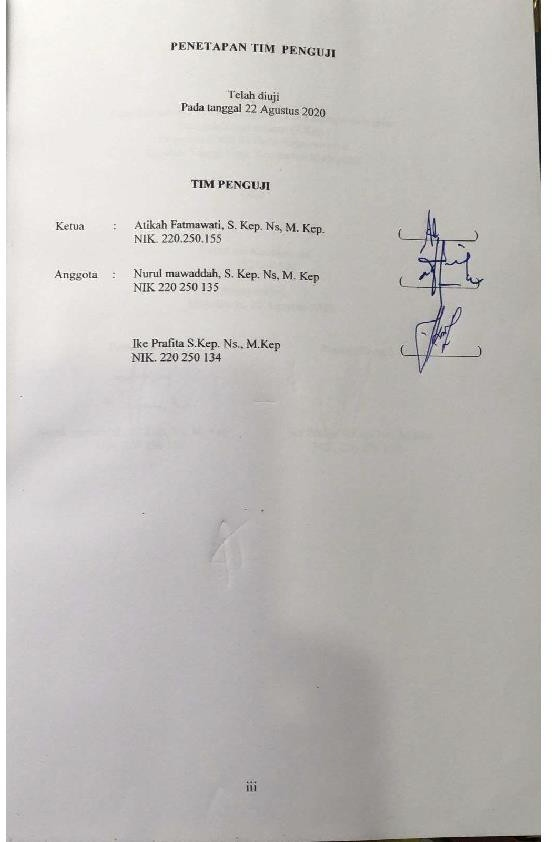 PENETAPAN TIM PENGUJI
Telah diuji
Pada tanggal 22 Agustus 2020
TIM PENGUJI
Ketua : Atikah Fatmawati, S. Kep. Ns, M. Kep.
NIK. 220.250.155
(          )
Anggota : Nurul mawaddah, S. Kep. Ns, M. Kep
NIK 220 250 135
(          )
Ike Prafita S.Kep. Ns., M.Kep
NIK. 220 250 134
(          )
iii